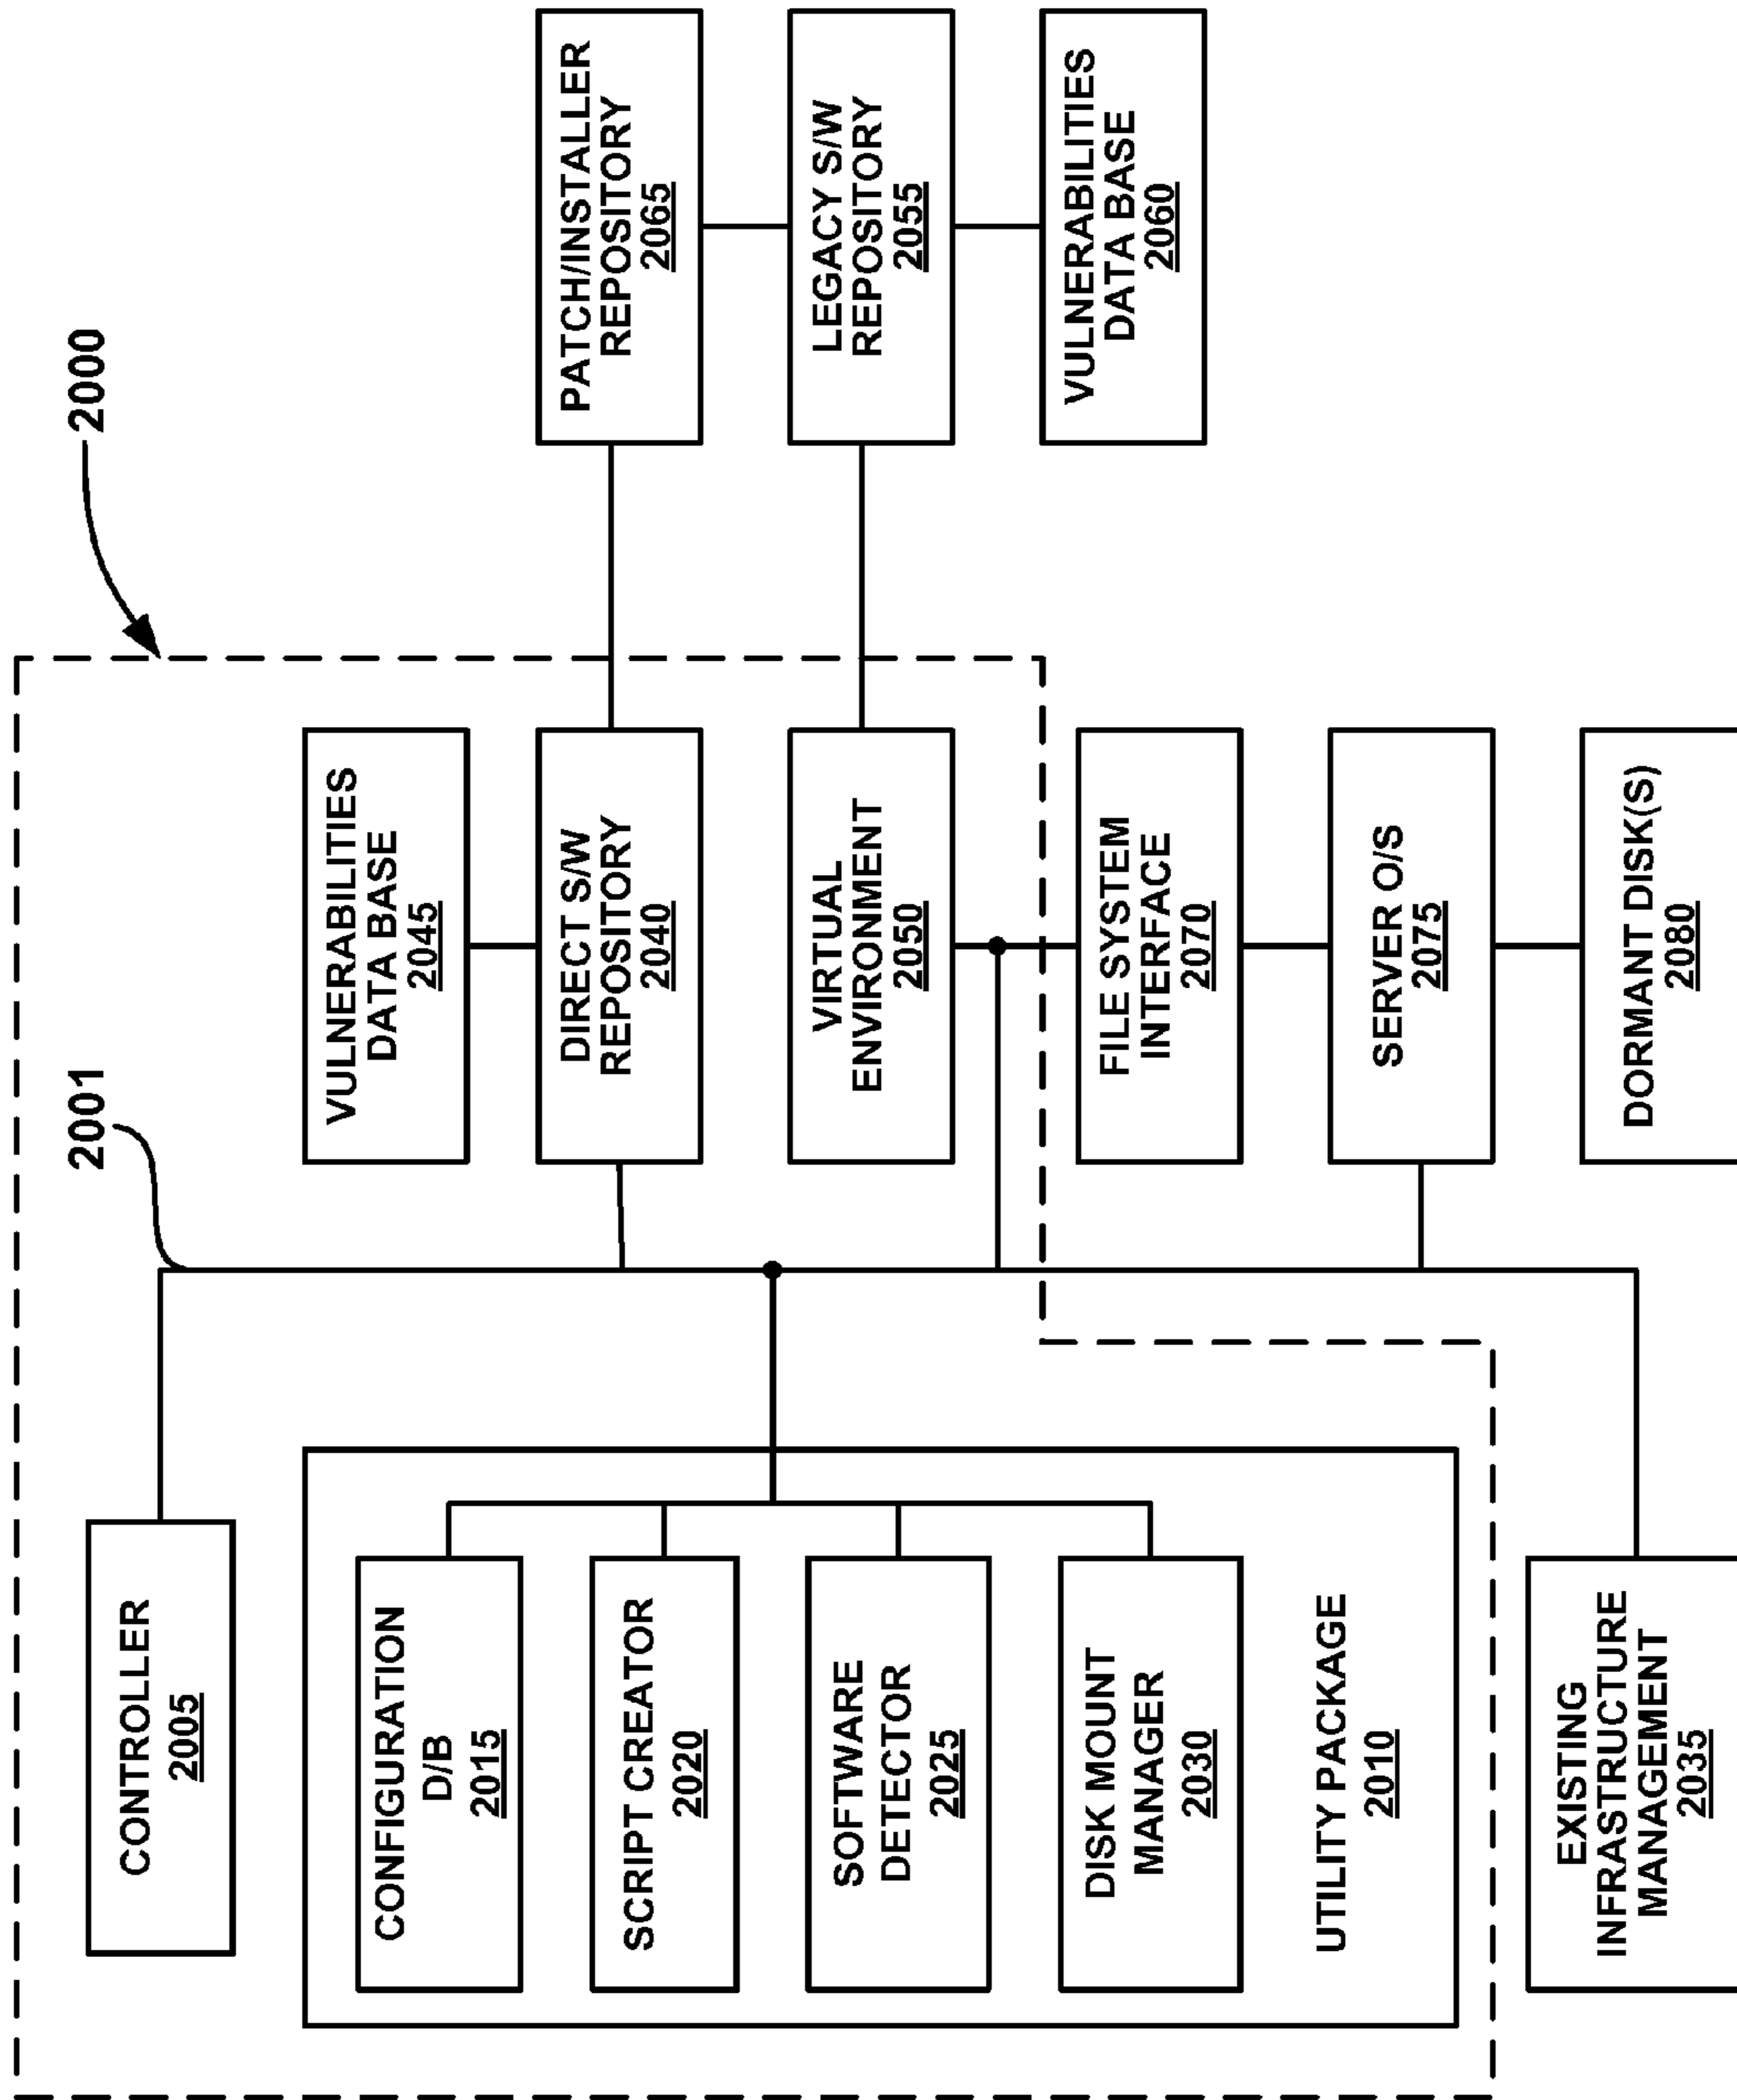 2000
2001
CONTROLLER
2005
CONFIGURATION
D/B
2015
SCRIPT CREATOR
2020
SOFTWARE
DETECTOR
2025
DISK MOUNT
MANAGER
2030
UTILITY PACKAGE
2010
EXISTING
INFRASTRUCTURE
MANAGEMENT
2035
VULNERABILITIES
DATA BASE
2045
DIRECT S/W
REPOSITORY
2040
VIRTUAL
ENVIRONMENT
2050
FILE SYSTEM
INTERFACE
2070
SERVER O/S
2075
DORMANT DISK(S)
2080
PATCH/INSTALLER
REPOSITORY
2065
LEGACY S/W
REPOSITORY
2055
VULNERABILITIES
DATA BASE
2060